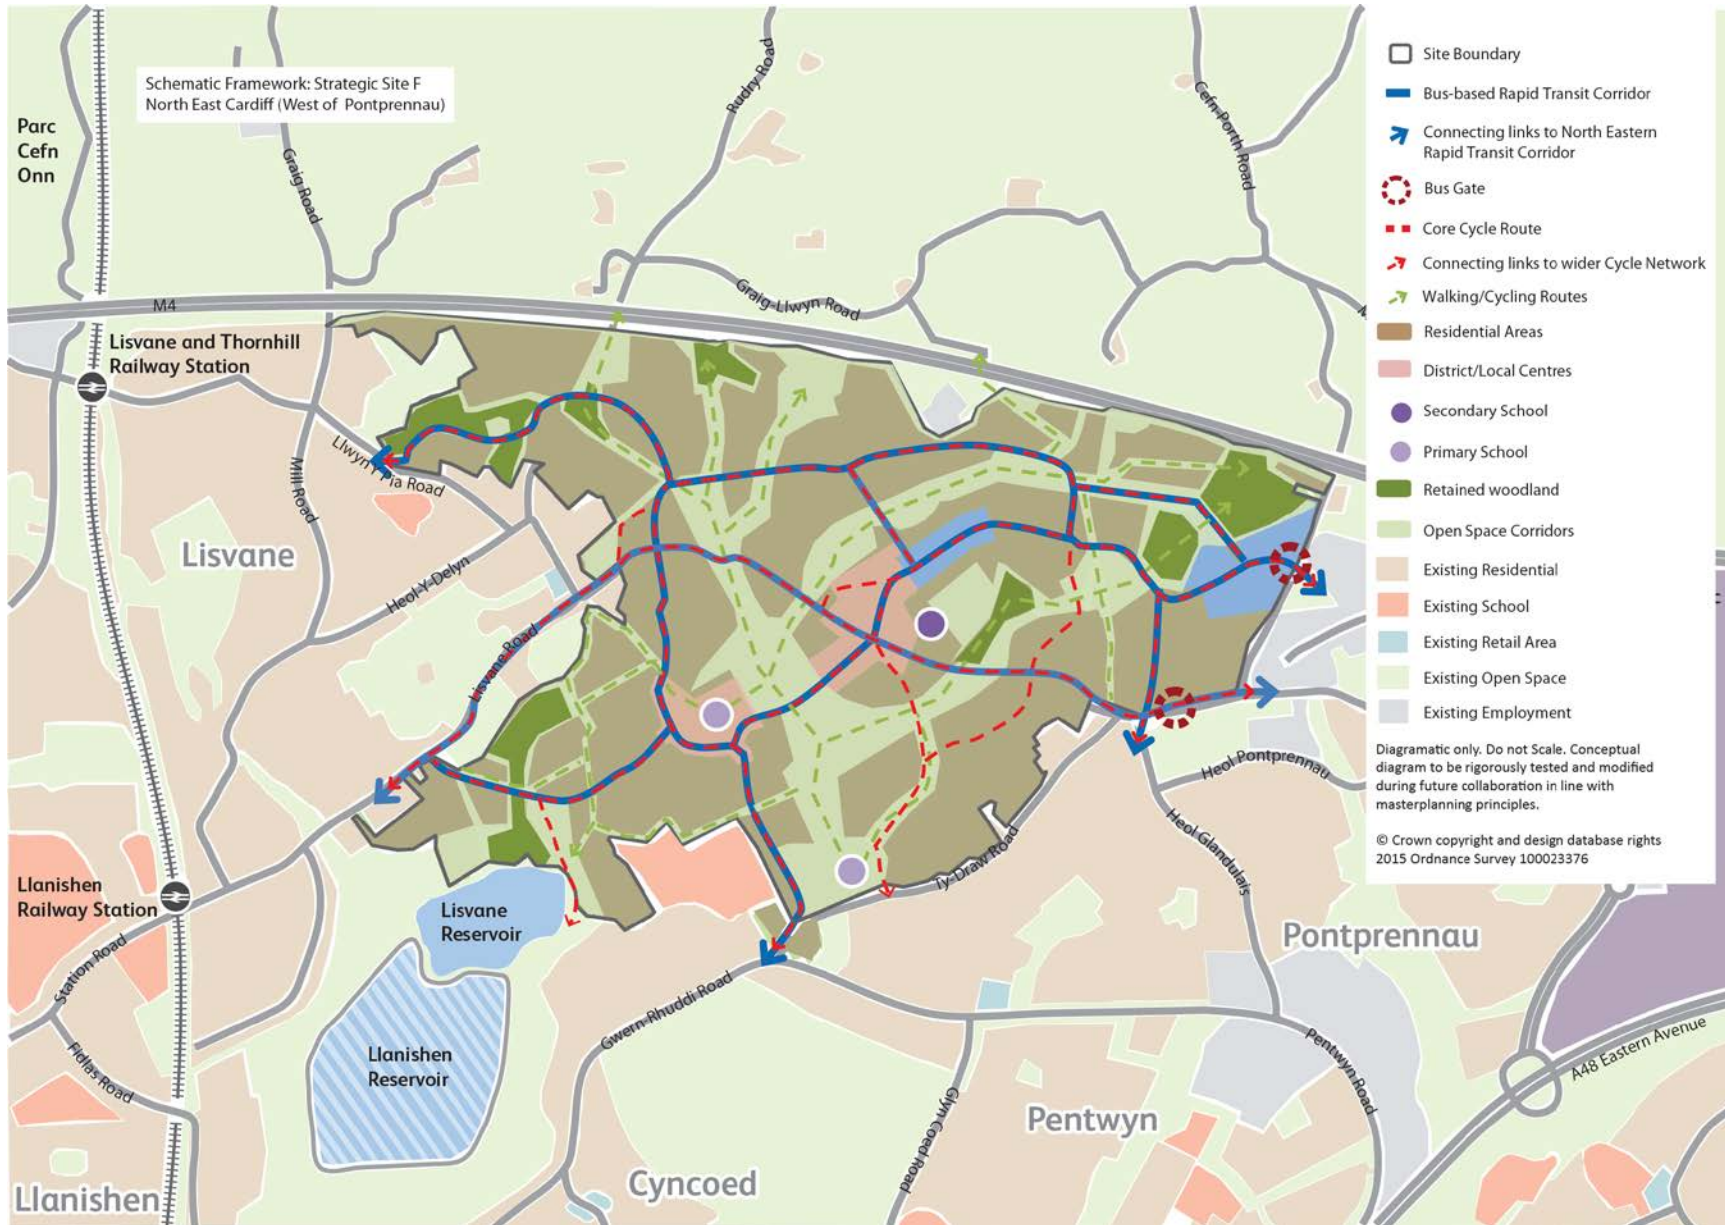 Schematic Framework: Strategic Site F
North East Cardiff (West of Pontprennau)
Parc
Cefn
Onn
Graig Road
Rudry Road
Cefn-Porth Road
M4
Graig-Llwyn Road
Lisvane and Thornhill
Railway Station
Llwyn Y Pia Road
Mill Road
Lisvane
Heol-Y-Delyn
Lisvane Road
Heol Pontprennau
Heol Glandulais
Ty-Draw Road
Llanishen
Railway Station
Station Road
Lisvane
Reservoir
Pontprennau
Gwern-Rhuddi Road
Llanishen
Reservoir
Fidlas Road
Pentwyn Road
A48 Eastern Avenue
Glyn Coed Road
Pentwyn
Cyncoed
Llanishen
Site Boundary
Bus-based Rapid Transit Corridor
Connecting links to North Eastern
Rapid Transit Corridor
Bus Gate
Core Cycle Route
Connecting links to wider Cycle Network
Walking/Cycling Routes
Residential Areas
District/Local Centres
Secondary School
Primary School
Retained woodland
Open Space Corridors
Existing Residential
Existing School
Existing Retail Area
Existing Open Space
Existing Employment
Diagramatic only. Do not Scale. Conceptual
diagram to be rigorously tested and modified
during future collaboration in line with
masterplanning principles.
© Crown copyright and design database rights
2015 Ordnance Survey 100023376